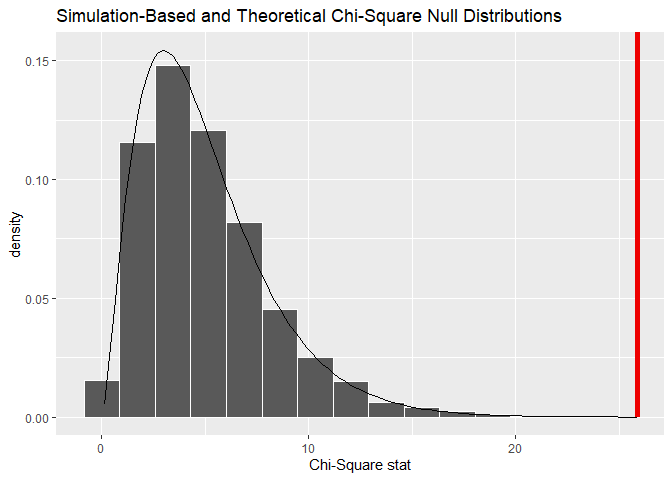 Simulation-Based and Theoretical Chi-Square Null Distributions
0.15
0.10
0.05
0.00
density
0 10 20
Chi-Square stat